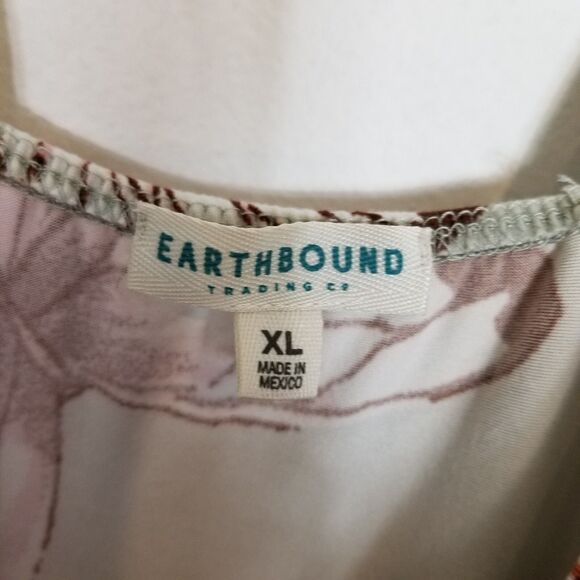 EARTHBOUND
TRADING CO
XL
MADE IN
MEXICO